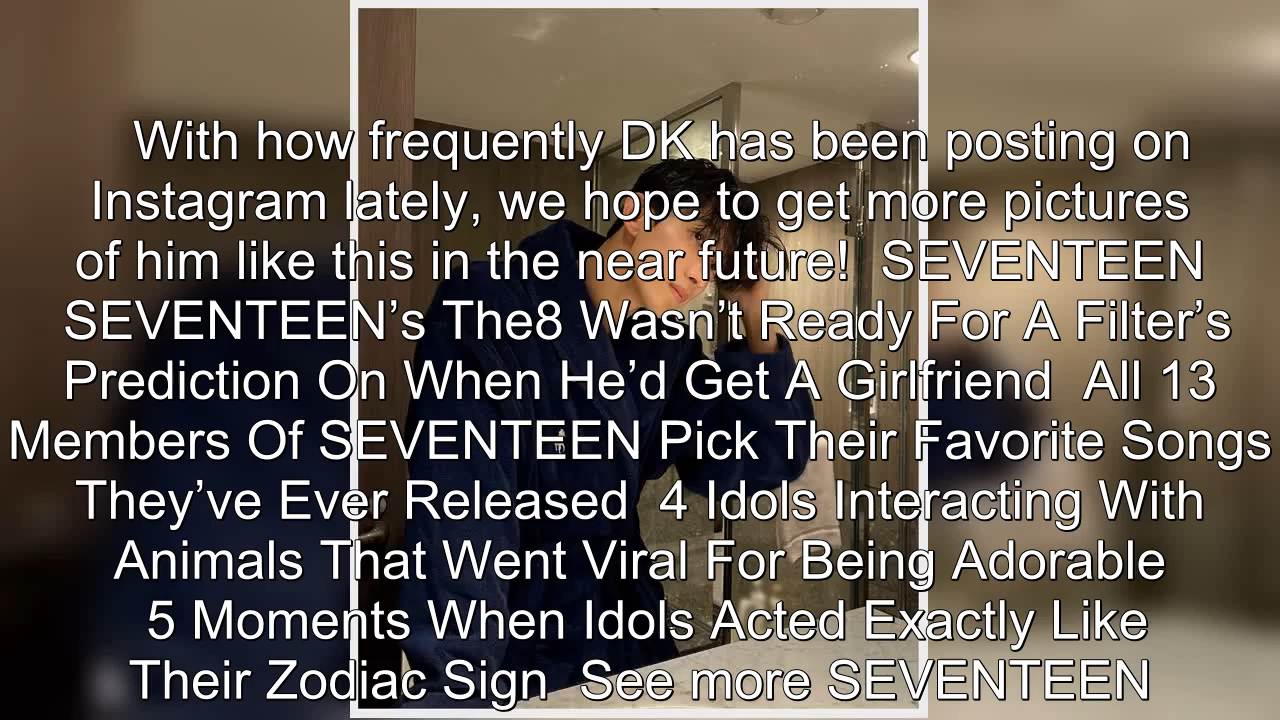 With how frequently DK has been posting on
Instagram lately, we hope to get more pictures
of him like this in the near future!  SEVENTEEN
SEVENTEEN’s The8 Wasn’t Ready For A Filter’s
Prediction On When He’d Get A Girlfriend  All 13
Members Of SEVENTEEN Pick Their Favorite Songs
They’ve Ever Released  4 Idols Interacting With
Animals That Went Viral For Being Adorable
5 Moments When Idols Acted Exactly Like
Their Zodiac Sign  See more SEVENTEEN